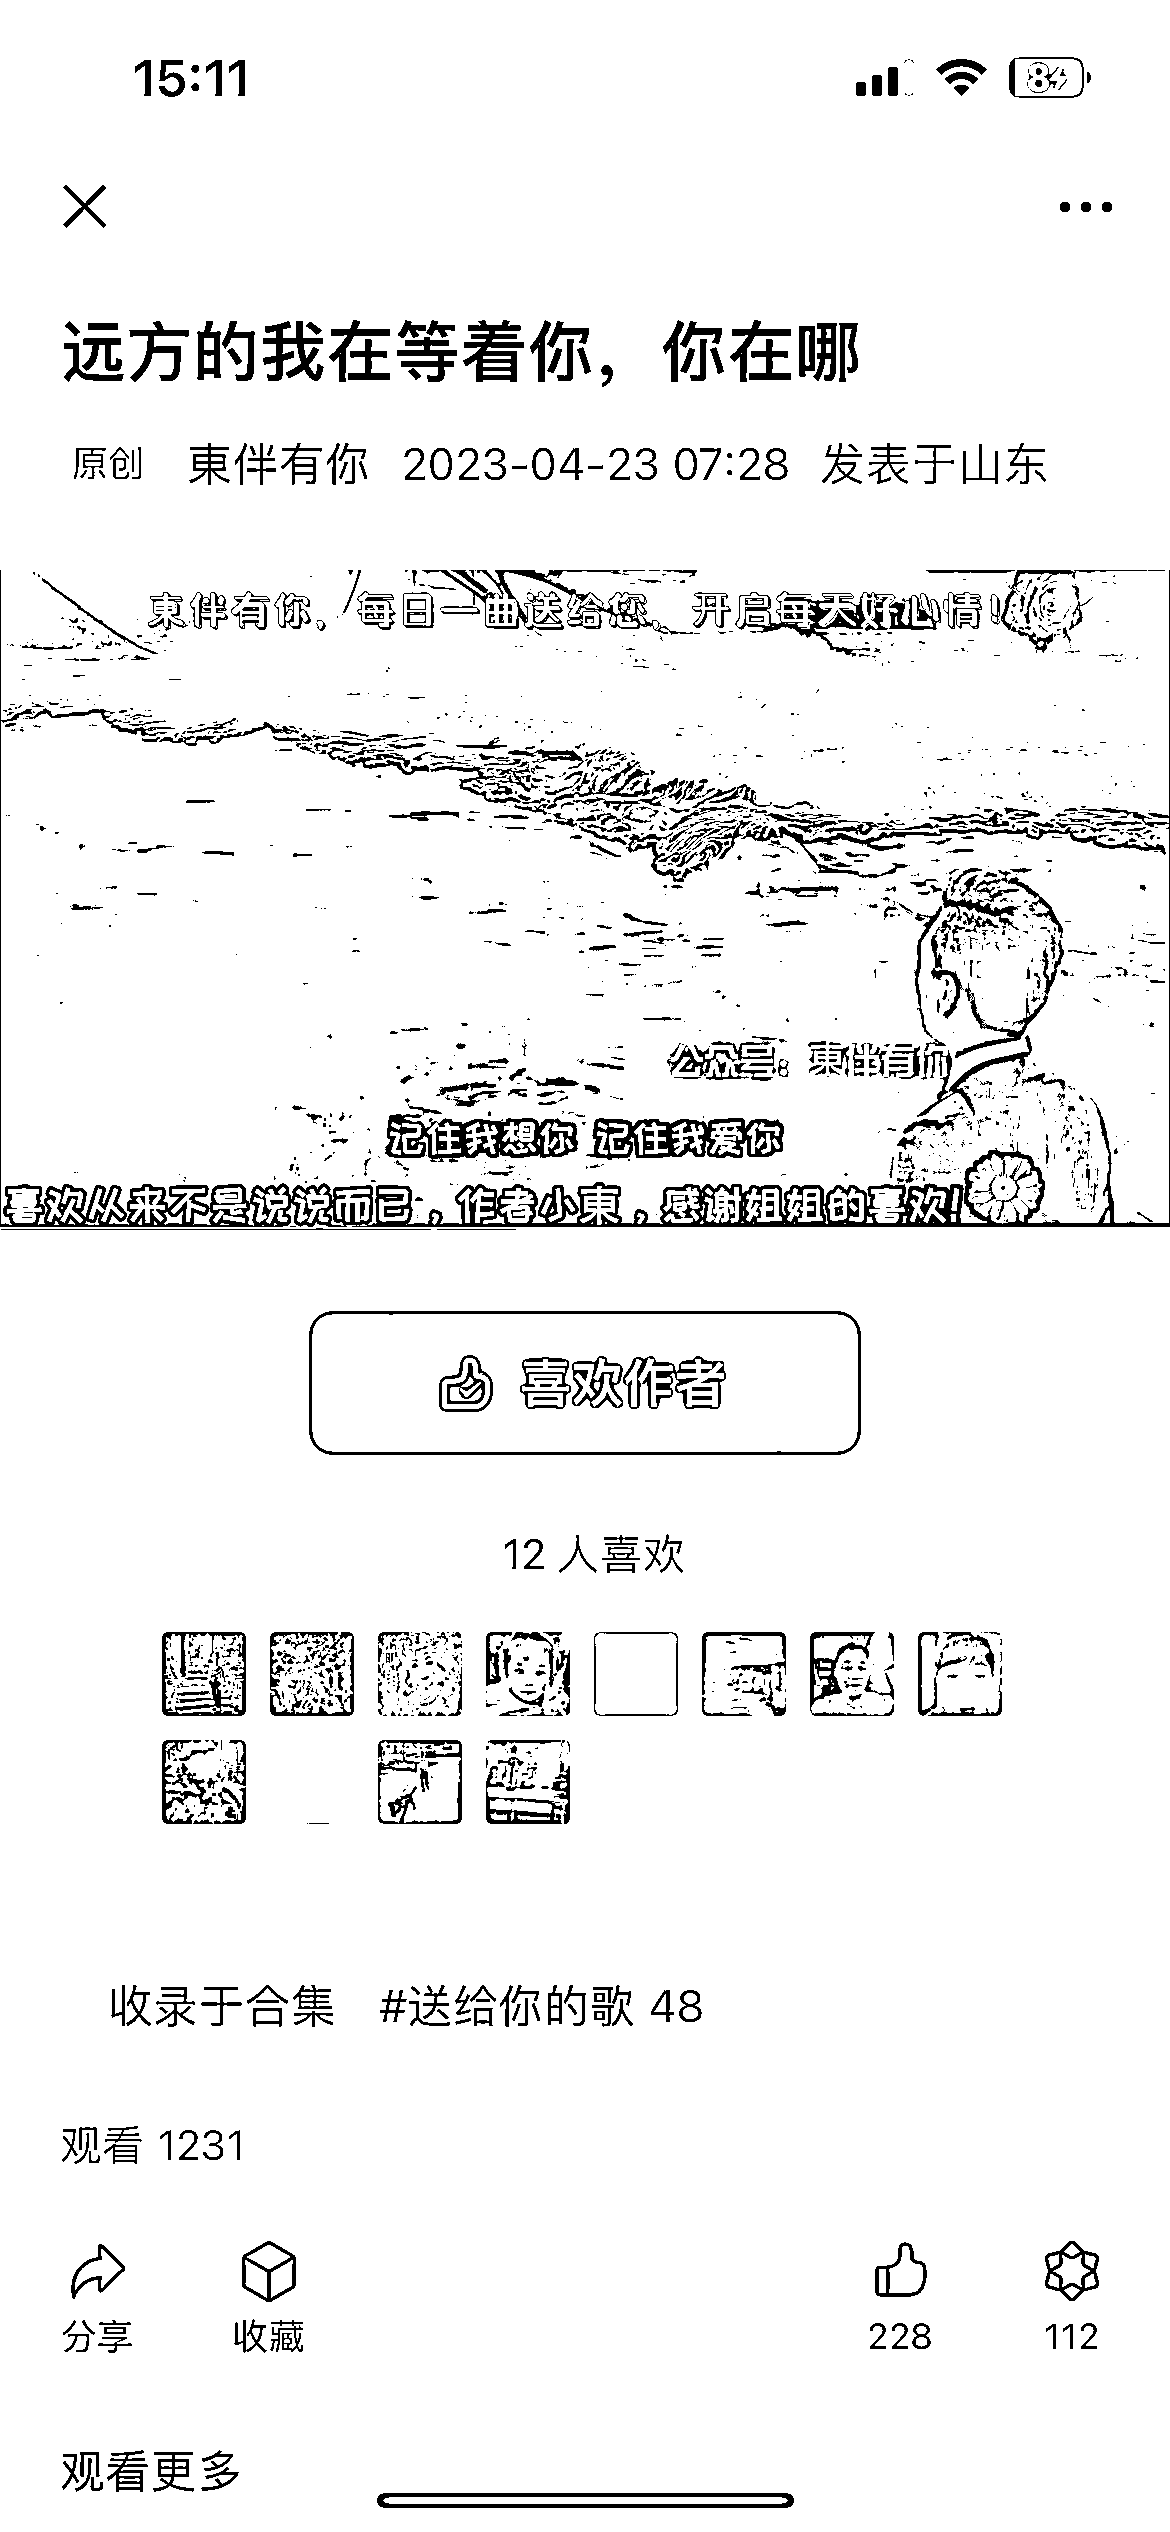 15:11
远方的我在等着你，你在哪
原创 東伴有你 2023-04-23 07:28 发表于山东
東伴有你，每日一曲送给您，开启每天好心情！
公众号：東伴有你
记住我想你 记住我爱你
喜欢从来不是说说而已，作者小東，感谢姐姐的喜欢！
喜欢作者
12 人喜欢
收录于合集 #送给你的歌 48
观看 1231
分享 收藏 228 112
观看更多